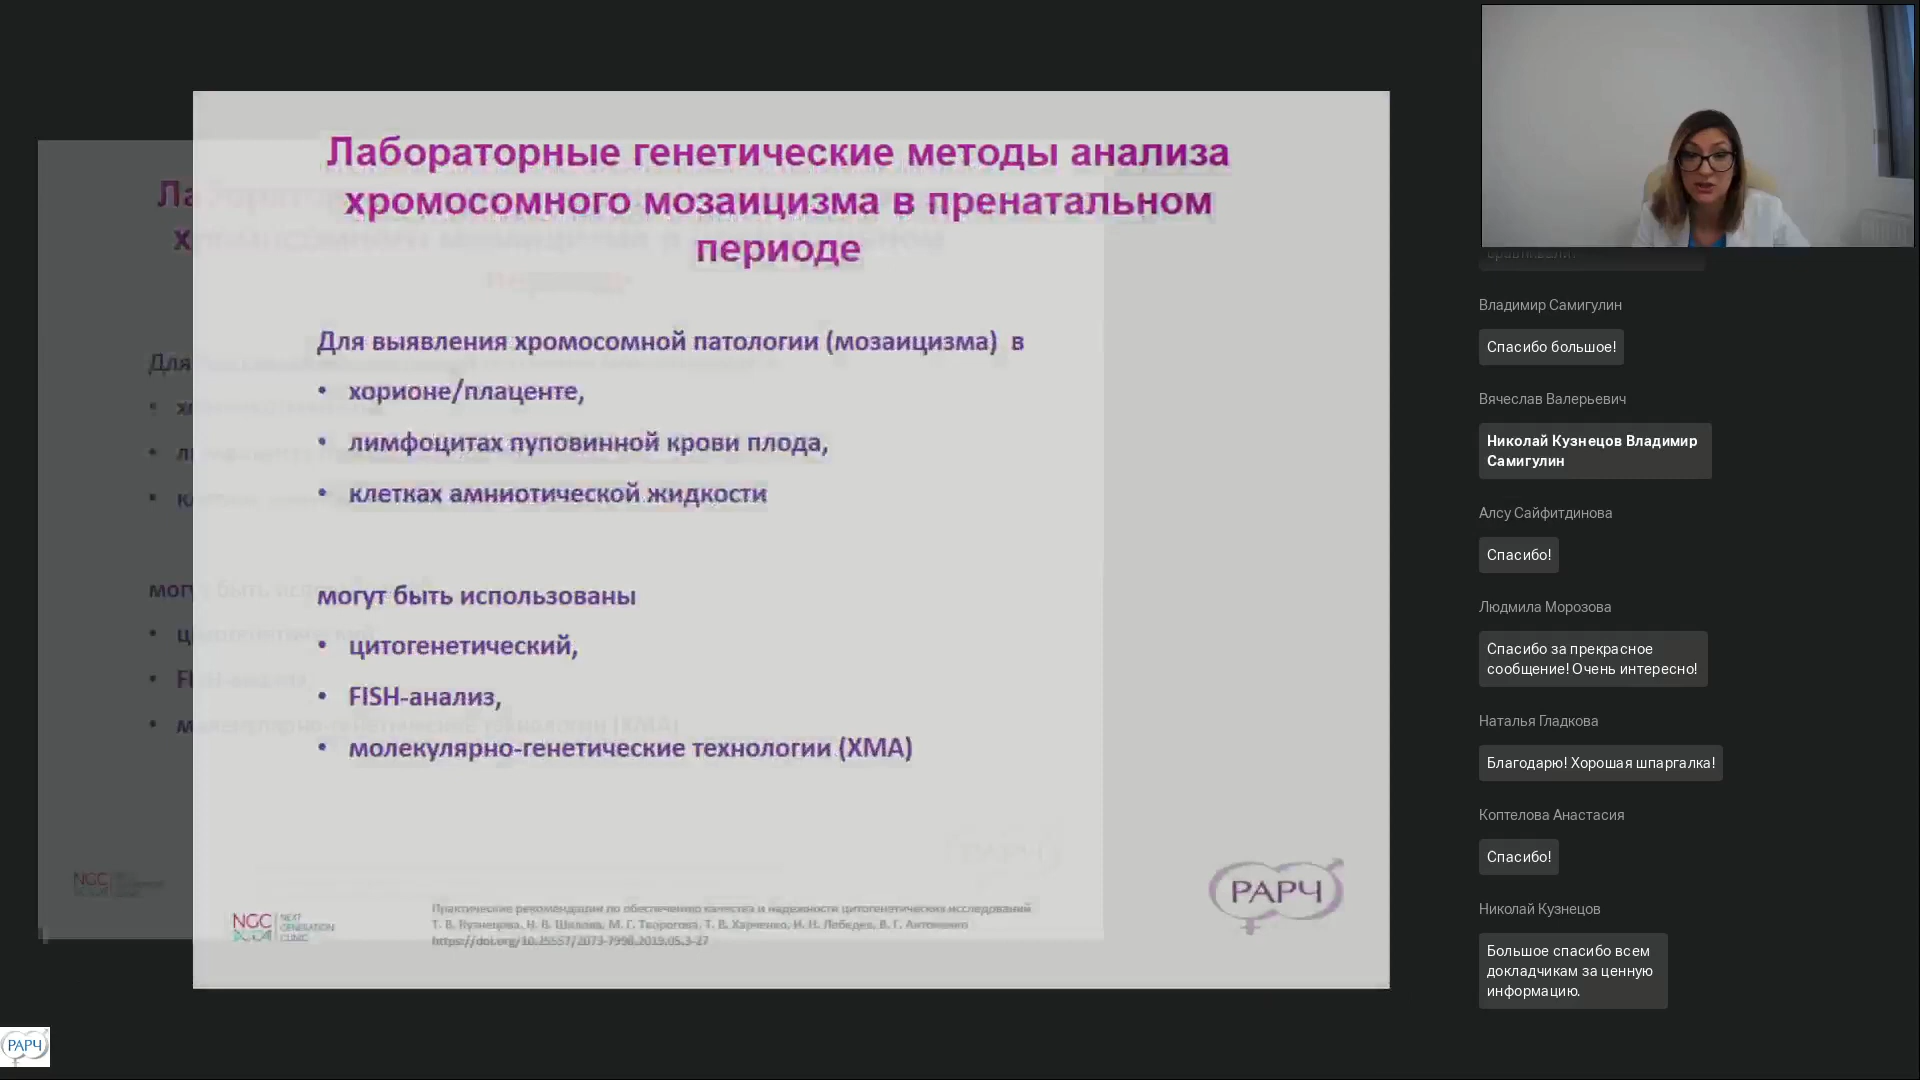 Лабораторные генетические методы анализа
хромосомного мозаицизма в пренатальном
периоде
Для выявления хромосомной патологии (мозаицизма) в
• хорионе/плаценте,
• лимфоцитах пуповинной крови плода,
• клетках амниотической жидкости
могут быть использованы
• цитогенетический,
• FISH-анализ,
• молекулярно-генетические технологии (ХМА)
NGC
NEXT
GENERATION
CLINIC
Практические рекомендации по обеспечению качества и надежности цитогенетических исследований
Т. В. Кузнецова, Н. В. Шилова, М. Г. Творогова, Т. В. Харченко, И. Н. Лебедев, В. Г. Антоненко
https://doi.org/10.25557/2073-7998.2019.05.3-27
РАРЧ
РАРЧ
Владимир Самигулин
Спасибо большое!
Вячеслав Валерьевич
Николай Кузнецов Владимир
Самигулин
Алсу Сайфитдинова
Спасибо!
Людмила Морозова
Спасибо за прекрасное
сообщение! Очень интересно!
Наталья Гладкова
Благодарю! Хорошая шпаргалка!
Коптелова Анастасия
Спасибо!
Николай Кузнецов
Большое спасибо всем
докладчикам за ценную
информацию.